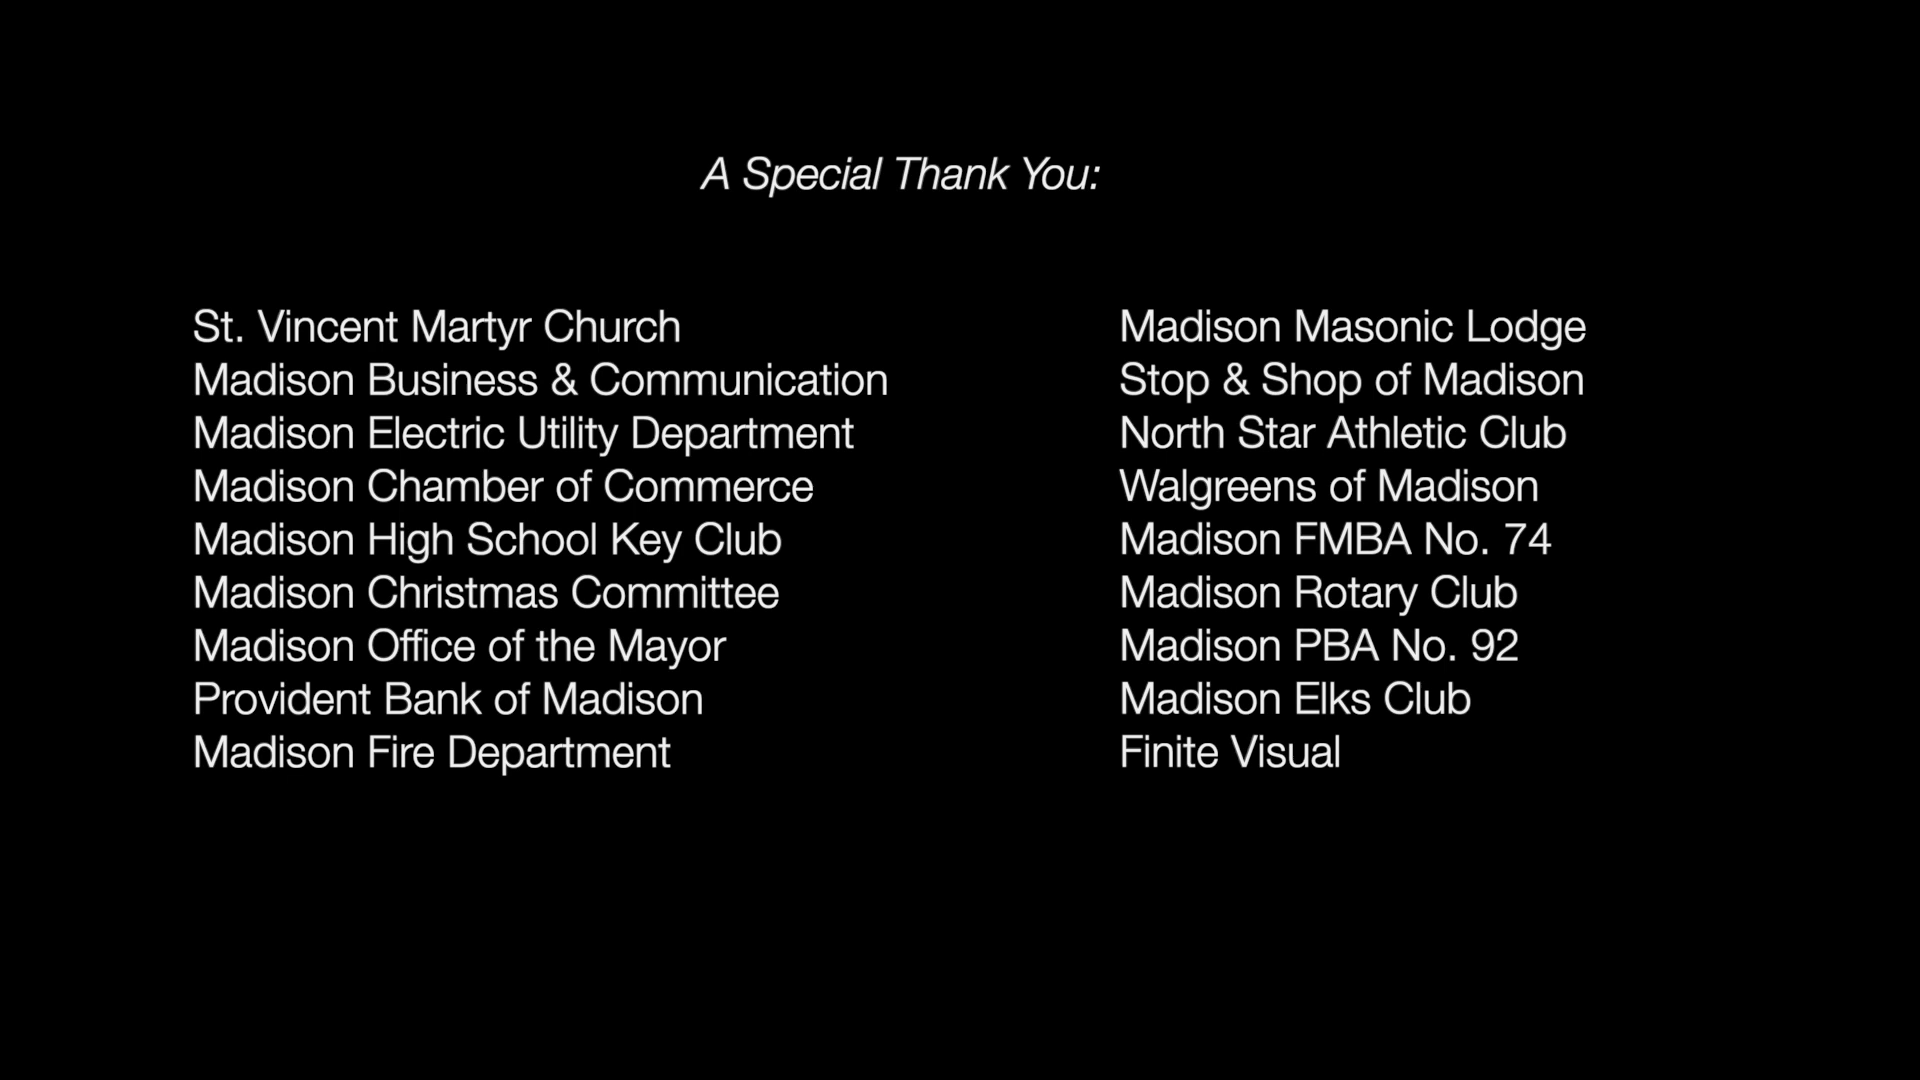 A Special Thank You:
St. Vincent Martyr Church
Madison Business & Communication
Madison Electric Utility Department
Madison Chamber of Commerce
Madison High School Key Club
Madison Christmas Committee
Madison Office of the Mayor
Provident Bank of Madison
Madison Fire Department
Madison Masonic Lodge
Stop & Shop of Madison
North Star Athletic Club
Walgreens of Madison
Madison FMBA No. 74
Madison Rotary Club
Madison PBA No. 92
Madison Elks Club
Finite Visual